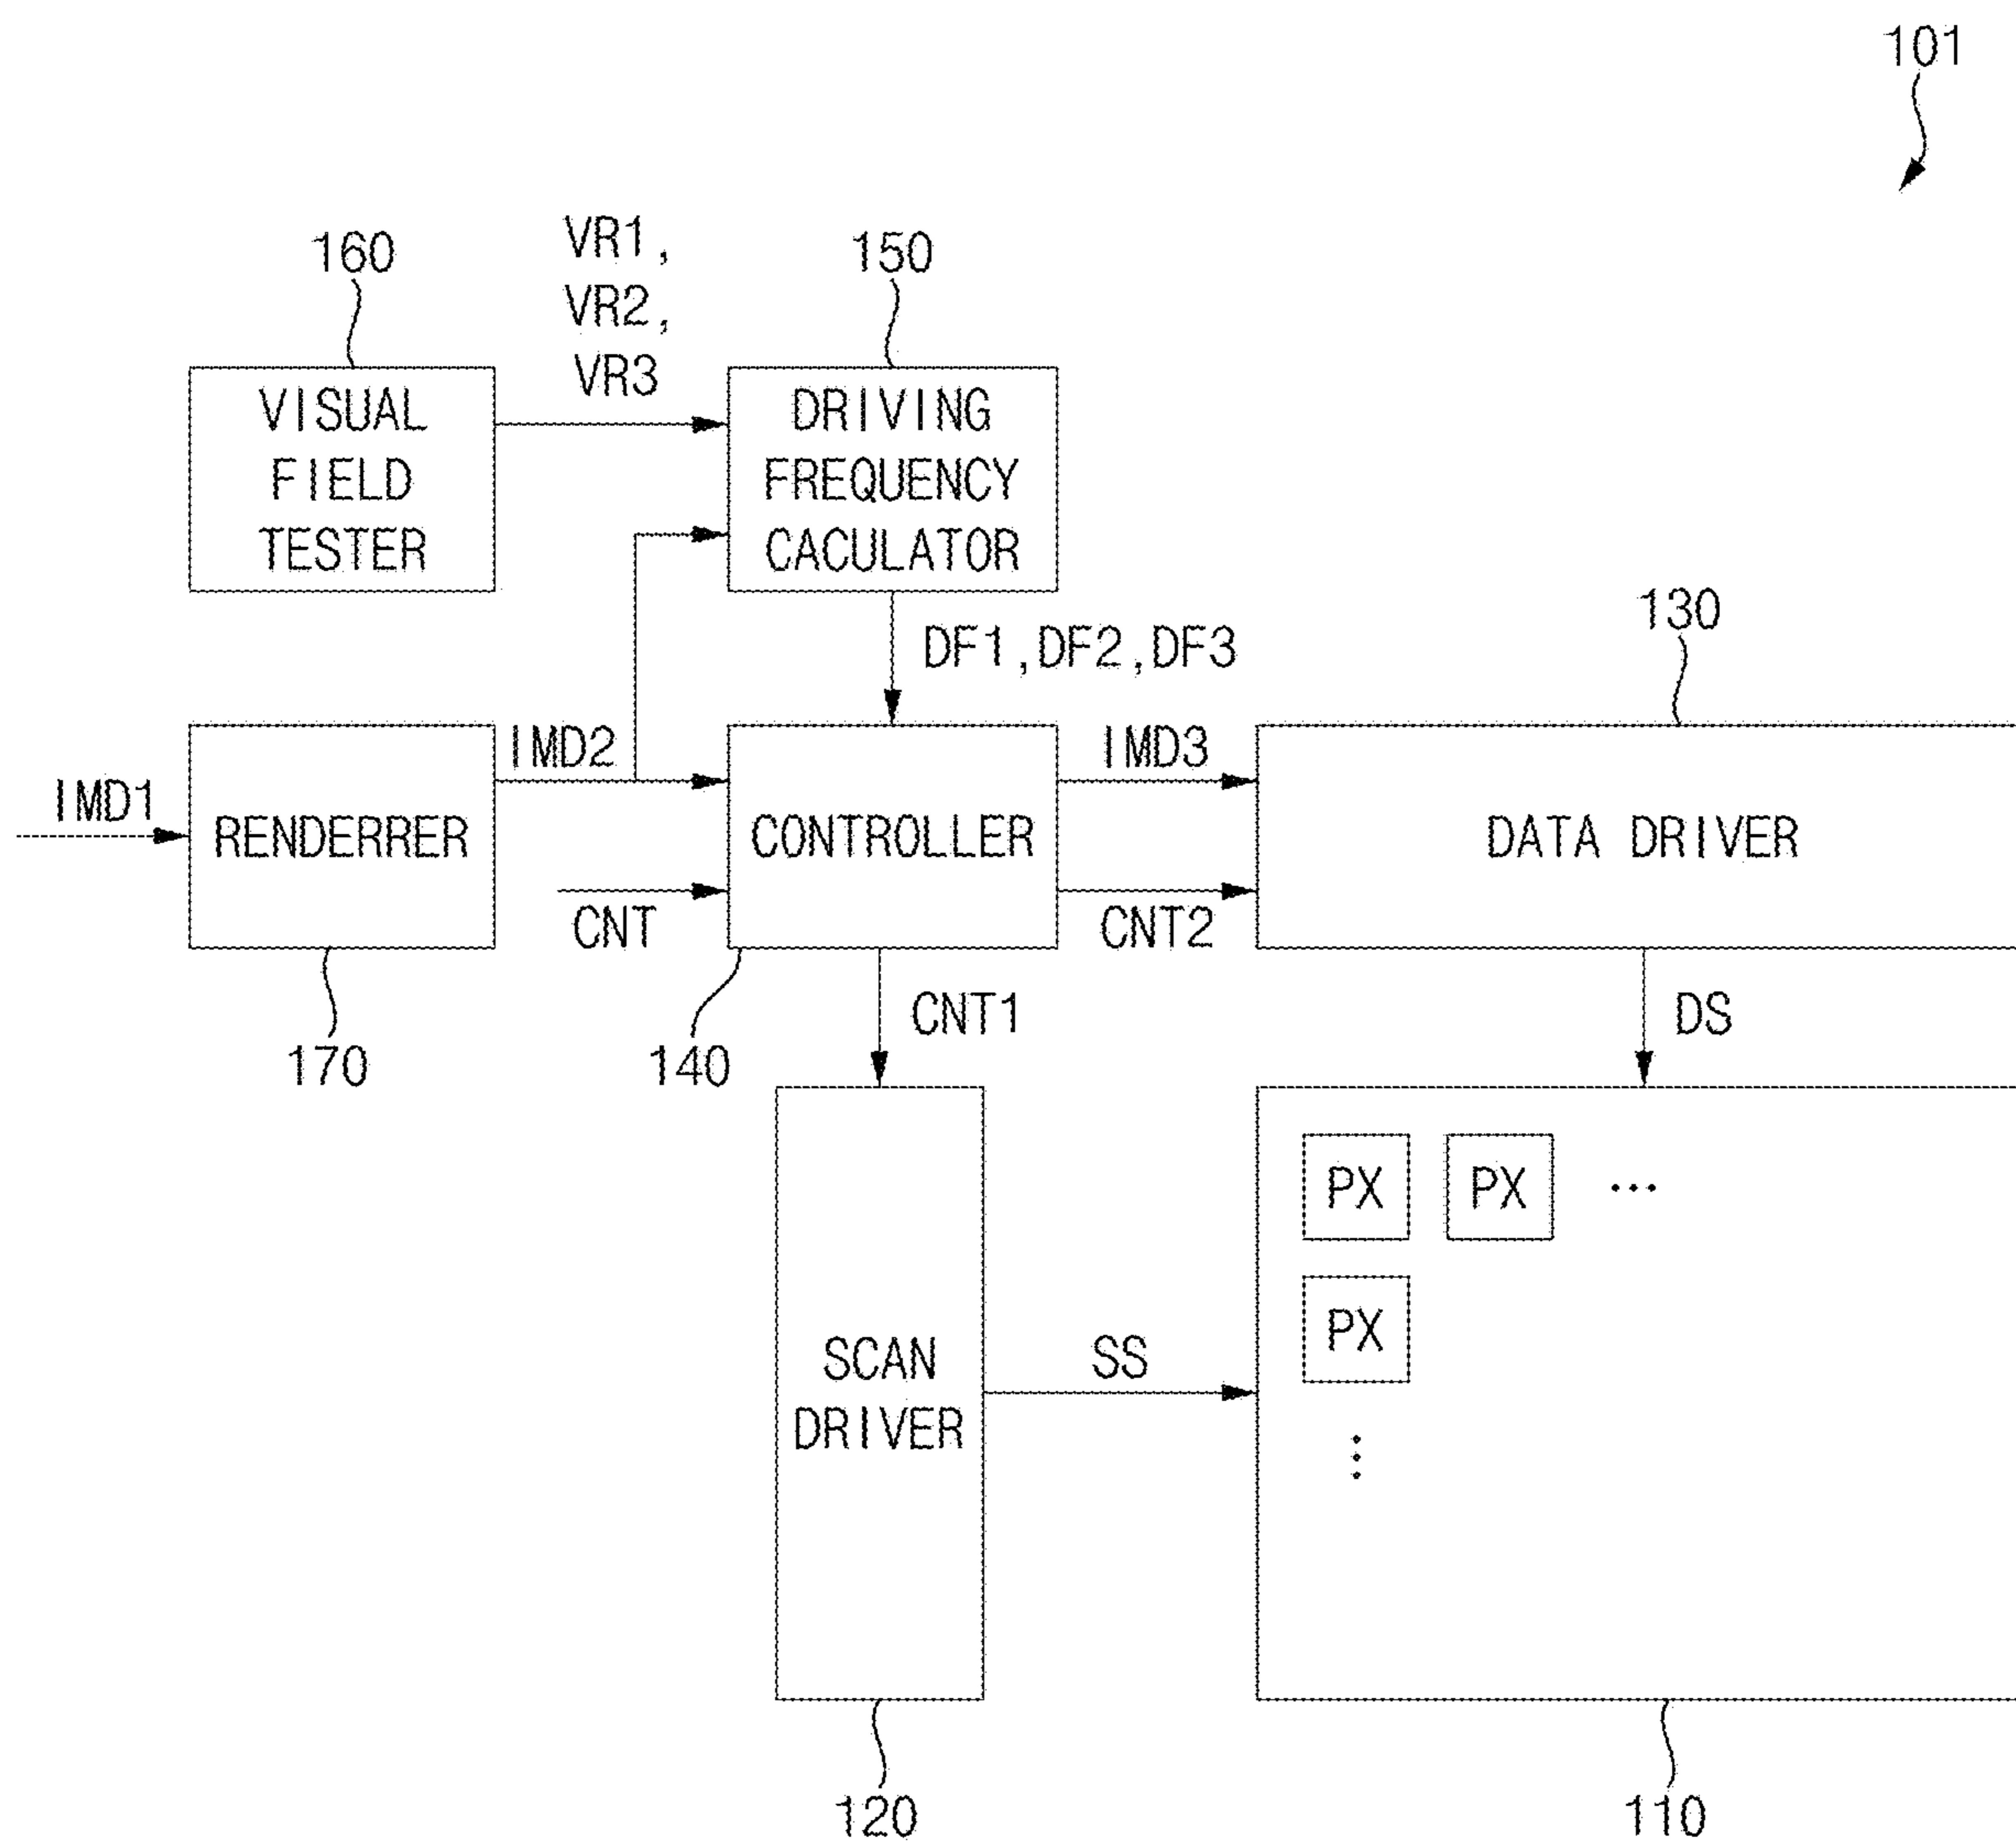 101
160
VR1,
VR2,
VR3
150
VISUAL
FIELD
TESTER
DRIVING
FREQUENCY
CACULATOR
DF1,DF2,DF3
130
IMD1
RENDERRER
IMD2
CNT
CONTROLLER
IMD3
CNT2
DATA DRIVER
170
140
CNT1
DS
SCAN
DRIVER
SS
PX
PX
...
PX
⋮
120
110